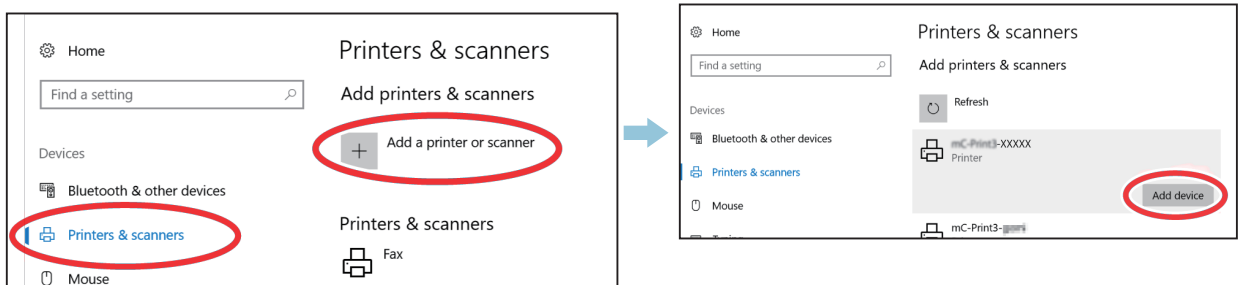 Home
Find a setting
Devices
Bluetooth & other devices
Printers & scanners
Mouse
Printers & scanners
Add printers & scanners
Add a printer or scanner
Printers & scanners
Fax
Home
Find a setting
Devices
Bluetooth & other devices
Printers & scanners
Mouse
Printers & scanners
Add printers & scanners
Refresh
mC-Print3-XXXXX
Printer
Add device
mC-Print3-